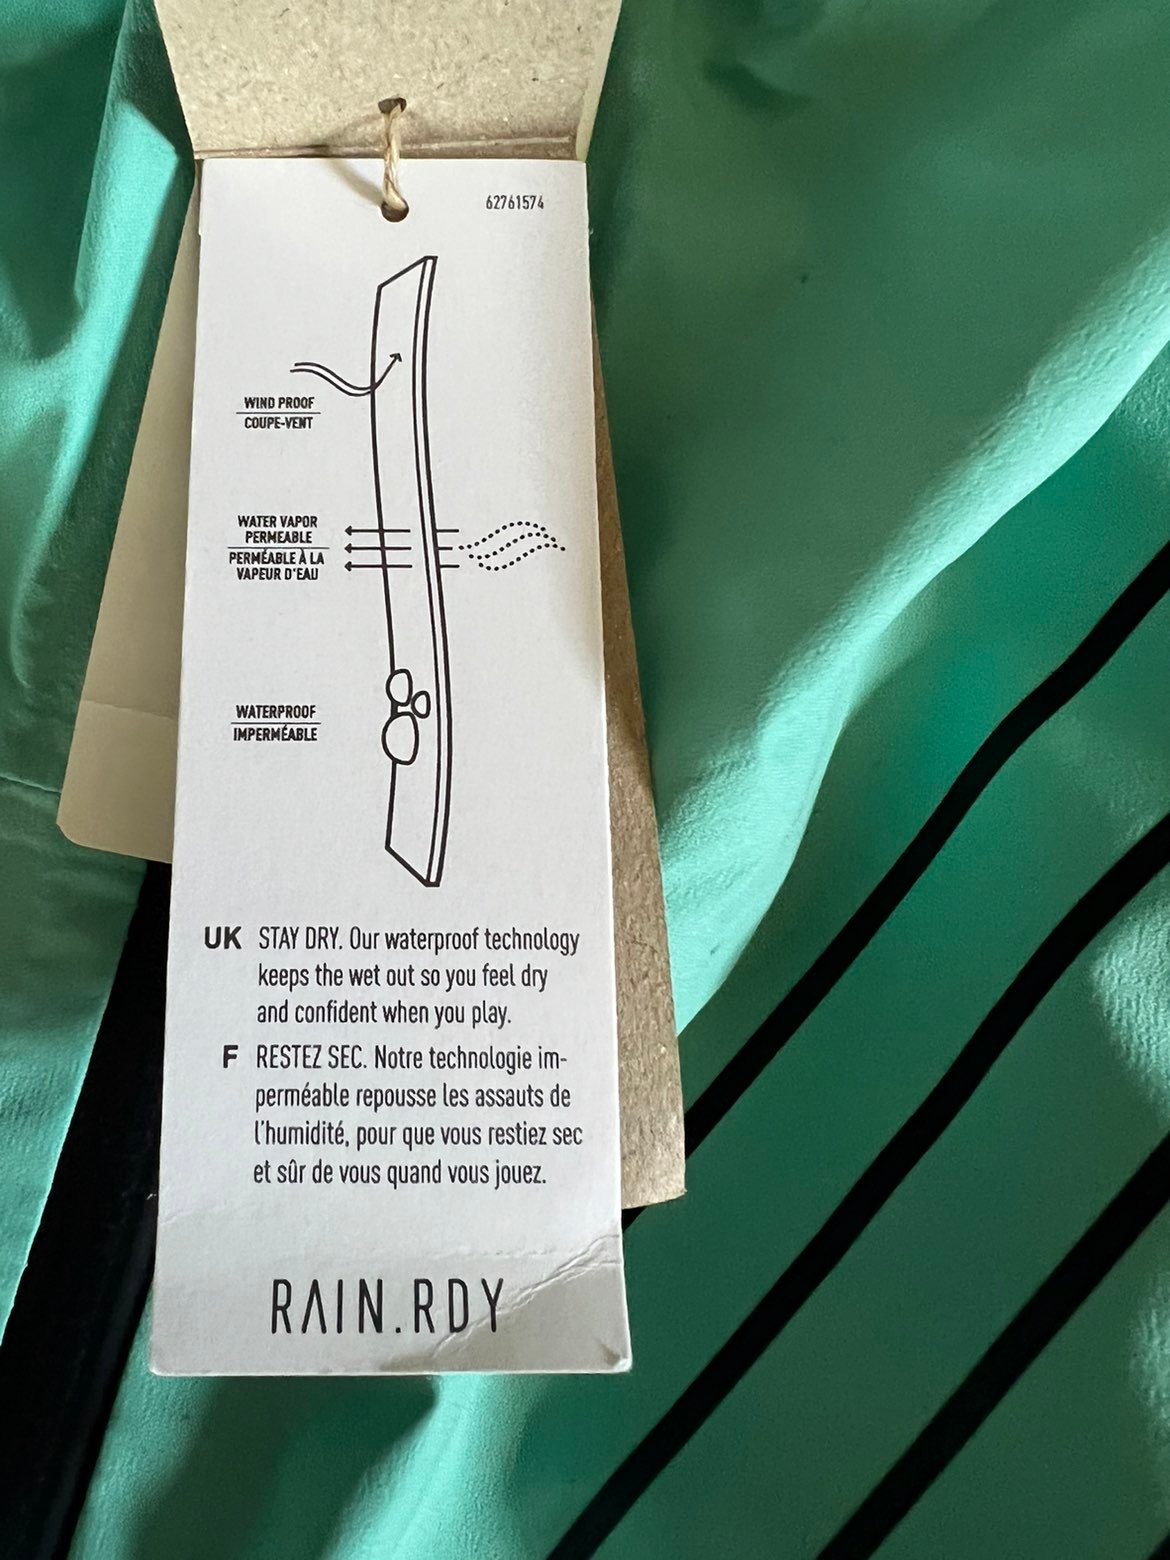 62761574
WIND PROOF
COUPE-VENT
WATER VAPOR
PERMEABLE
PERMÉABLE À LA
VAPEUR D'EAU
WATERPROOF
IMPERMÉABLE
UK STAY DRY. Our waterproof technology
keeps the wet out so you feel dry
and confident when you play.
F RESTEZ SEC. Notre technologie im-
perméable repousse les assauts de
l'humidité, pour que vous restiez sec
et sûr de vous quand vous jouez.
RAIN.RDY